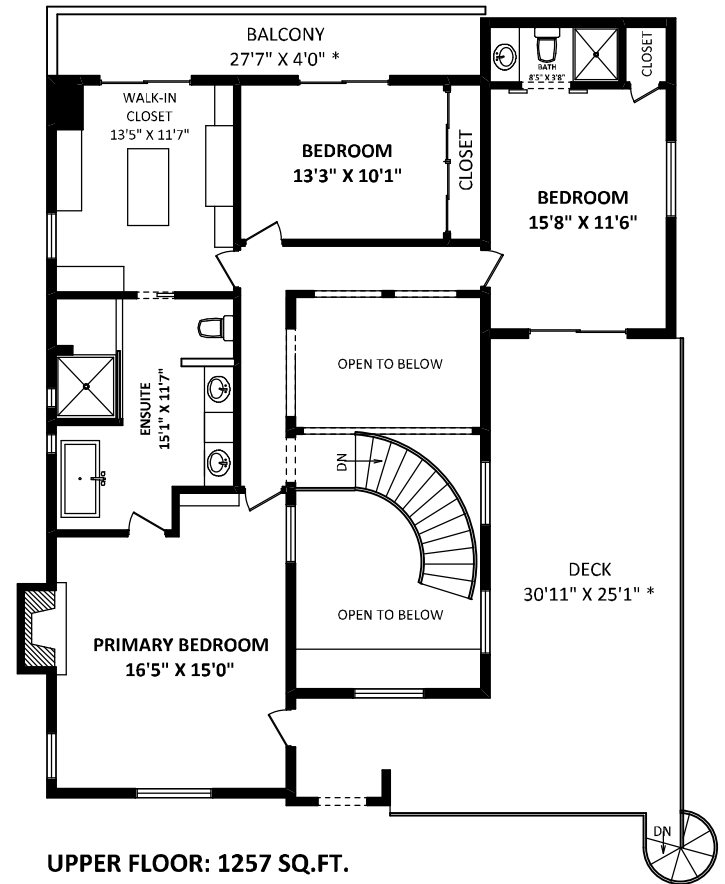 BALCONY
27'7" X 4'0" *
WALK-IN
CLOSET
13'5" X 11'7"
BEDROOM
13'3" X 10'1"
CLOSET
BATH
8'5" X 3'8"
CLOSET
BEDROOM
15'8" X 11'6"
OPEN TO BELOW
ENSUITE
15'1" X 11'7"
DN
DECK
30'11" X 25'1" *
OPEN TO BELOW
PRIMARY BEDROOM
16'5" X 15'0"
DN
UPPER FLOOR: 1257 SQ.FT.